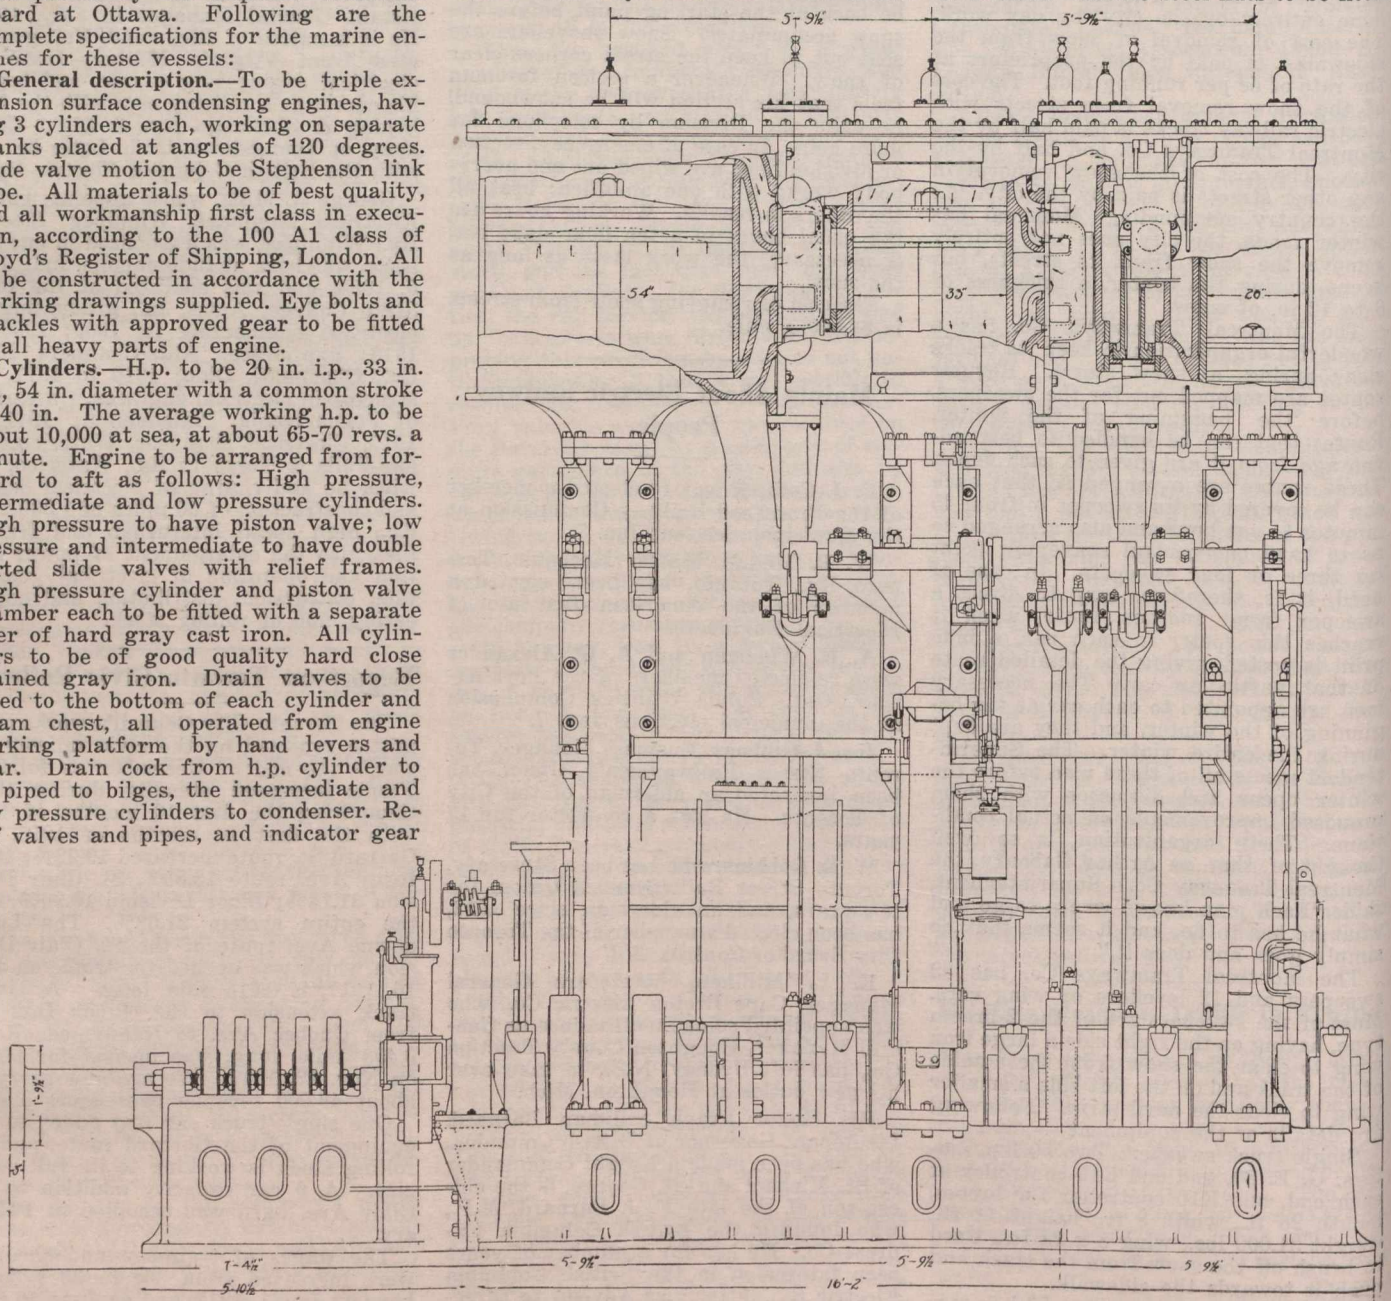 ard at Ottawa. Following are the
mplete specifications for the marine en-
es for these vessels:
General description.—To be triple ex-
nsion surface condensing engines, hav-
g 3 cylinders each, working on separate
anks placed at angles of 120 degrees.
de valve motion to be Stephenson link
pe. All materials to be of best quality,
d all workmanship first class in execu-
n, according to the 100 A1 class of
oyd's Register of Shipping, London. All
be constructed in accordance with the
rking drawings supplied. Eye bolts and
ackles with approved gear to be fitted
all heavy parts of engine.
Cylinders.—H.p. to be 20 in. i.p., 33 in.
., 54 in. diameter with a common stroke
40 in. The average working h.p. to be
out 10,000 at sea, at about 65-70 revs. a
nute. Engine to be arranged from for-
rd to aft as follows: High pressure,
ermediate and low pressure cylinders.
gh pressure to have piston valve; low
essure and intermediate to have double
rted slide valves with relief frames.
gh pressure cylinder and piston valve
amber each to be fitted with a separate
er of hard gray cast iron. All cylin-
rs to be of good quality hard close
ained gray iron. Drain valves to be
ed to the bottom of each cylinder and
am chest, all operated from engine
rking platform by hand levers and
ar. Drain cock from h.p. cylinder to
piped to bilges, the intermediate and
pressure cylinders to condenser. Re-
valves and pipes, and indicator gear
5-9½" 5'-9½"
54" 33" 20"
1'-9½"
5"
7-4½" 5-9½" 5'-9½ 5 9½"
5'-10½ 16'-2"